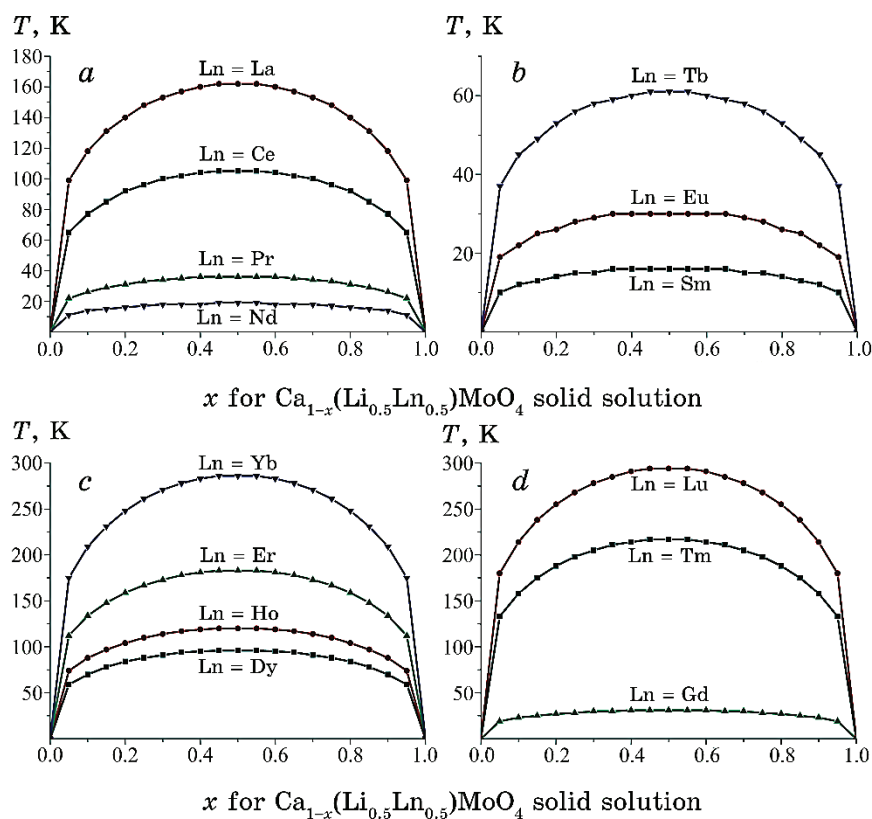 T, K
T, K
a
b
180
160
140
120
100
80
60
40
20
Ln = La
Ln = Ce
Ln = Pr
Ln = Nd
0.0 0.2 0.4 0.6 0.8 1.0
60
40
20
Ln = Tb
Ln = Eu
Ln = Sm
0.0 0.2 0.4 0.6 0.8 1.0
x for Ca₁₋ₓ(Li₀.₅Ln₀.₅)MoO₄ solid solution
T, K
T, K
c
d
300
250
200
150
100
75
50
25
Ln = Yb
Ln = Er
Ln = Ho
Ln = Dy
0.0 0.2 0.4 0.6 0.8 1.0
300
250
200
150
100
50
Ln = Lu
Ln = Tm
Ln = Gd
0.0 0.2 0.4 0.6 0.8 1.0
x for Ca₁₋ₓ(Li₀.₅Ln₀.₅)MoO₄ solid solution